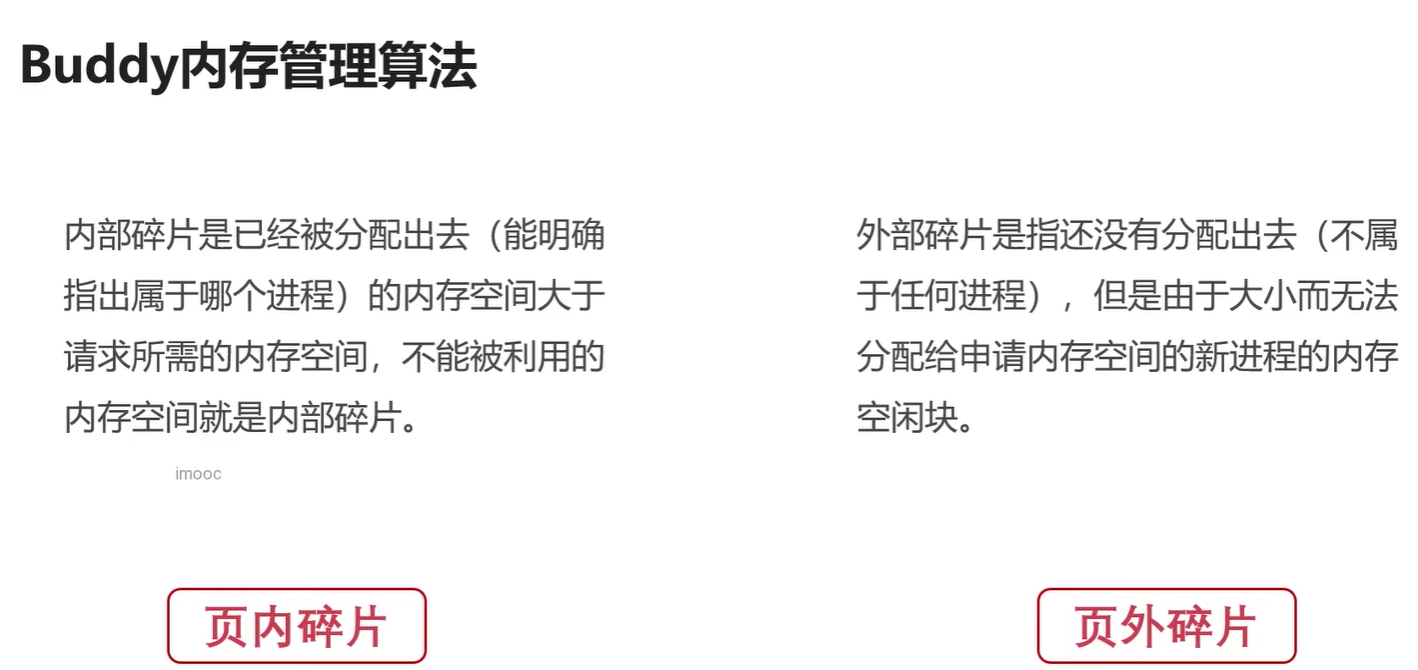 Buddy内存管理算法
内部碎片是已经被分配出去（能明确
指出属于哪个进程）的内存空间大于
请求所需的内存空间，不能被利用的
内存空间就是内部碎片。
imooc
页内碎片
外部碎片是指还没有分配出去（不属
于任何进程），但是由于大小而无法
分配给申请内存空间的新进程的内存
空闲块。
页外碎片